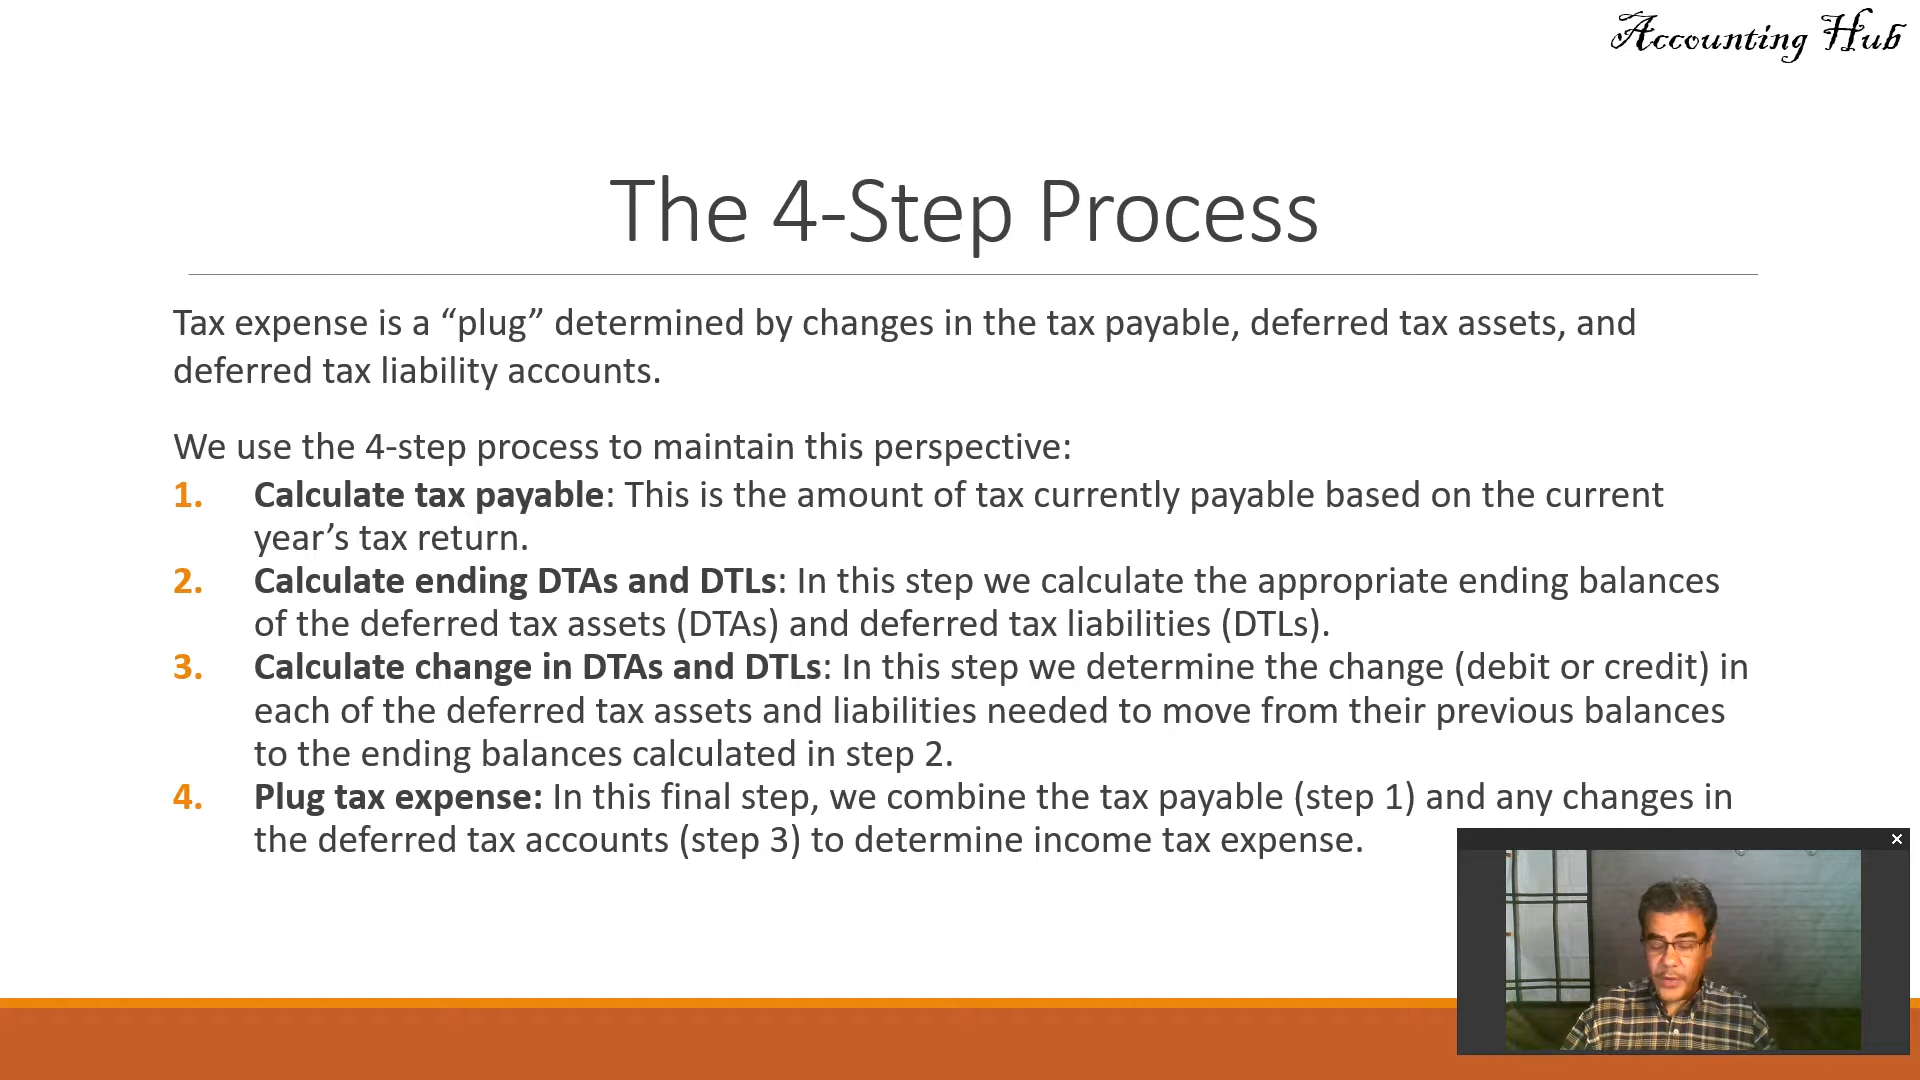 Accounting Hub
The 4-Step Process
Tax expense is a “plug” determined by changes in the tax payable, deferred tax assets, and
deferred tax liability accounts.
We use the 4-step process to maintain this perspective:
1. Calculate tax payable: This is the amount of tax currently payable based on the current
year’s tax return.
2. Calculate ending DTAs and DTLs: In this step we calculate the appropriate ending balances
of the deferred tax assets (DTAs) and deferred tax liabilities (DTLs).
3. Calculate change in DTAs and DTLs: In this step we determine the change (debit or credit) in
each of the deferred tax assets and liabilities needed to move from their previous balances
to the ending balances calculated in step 2.
4. Plug tax expense: In this final step, we combine the tax payable (step 1) and any changes in
the deferred tax accounts (step 3) to determine income tax expense.